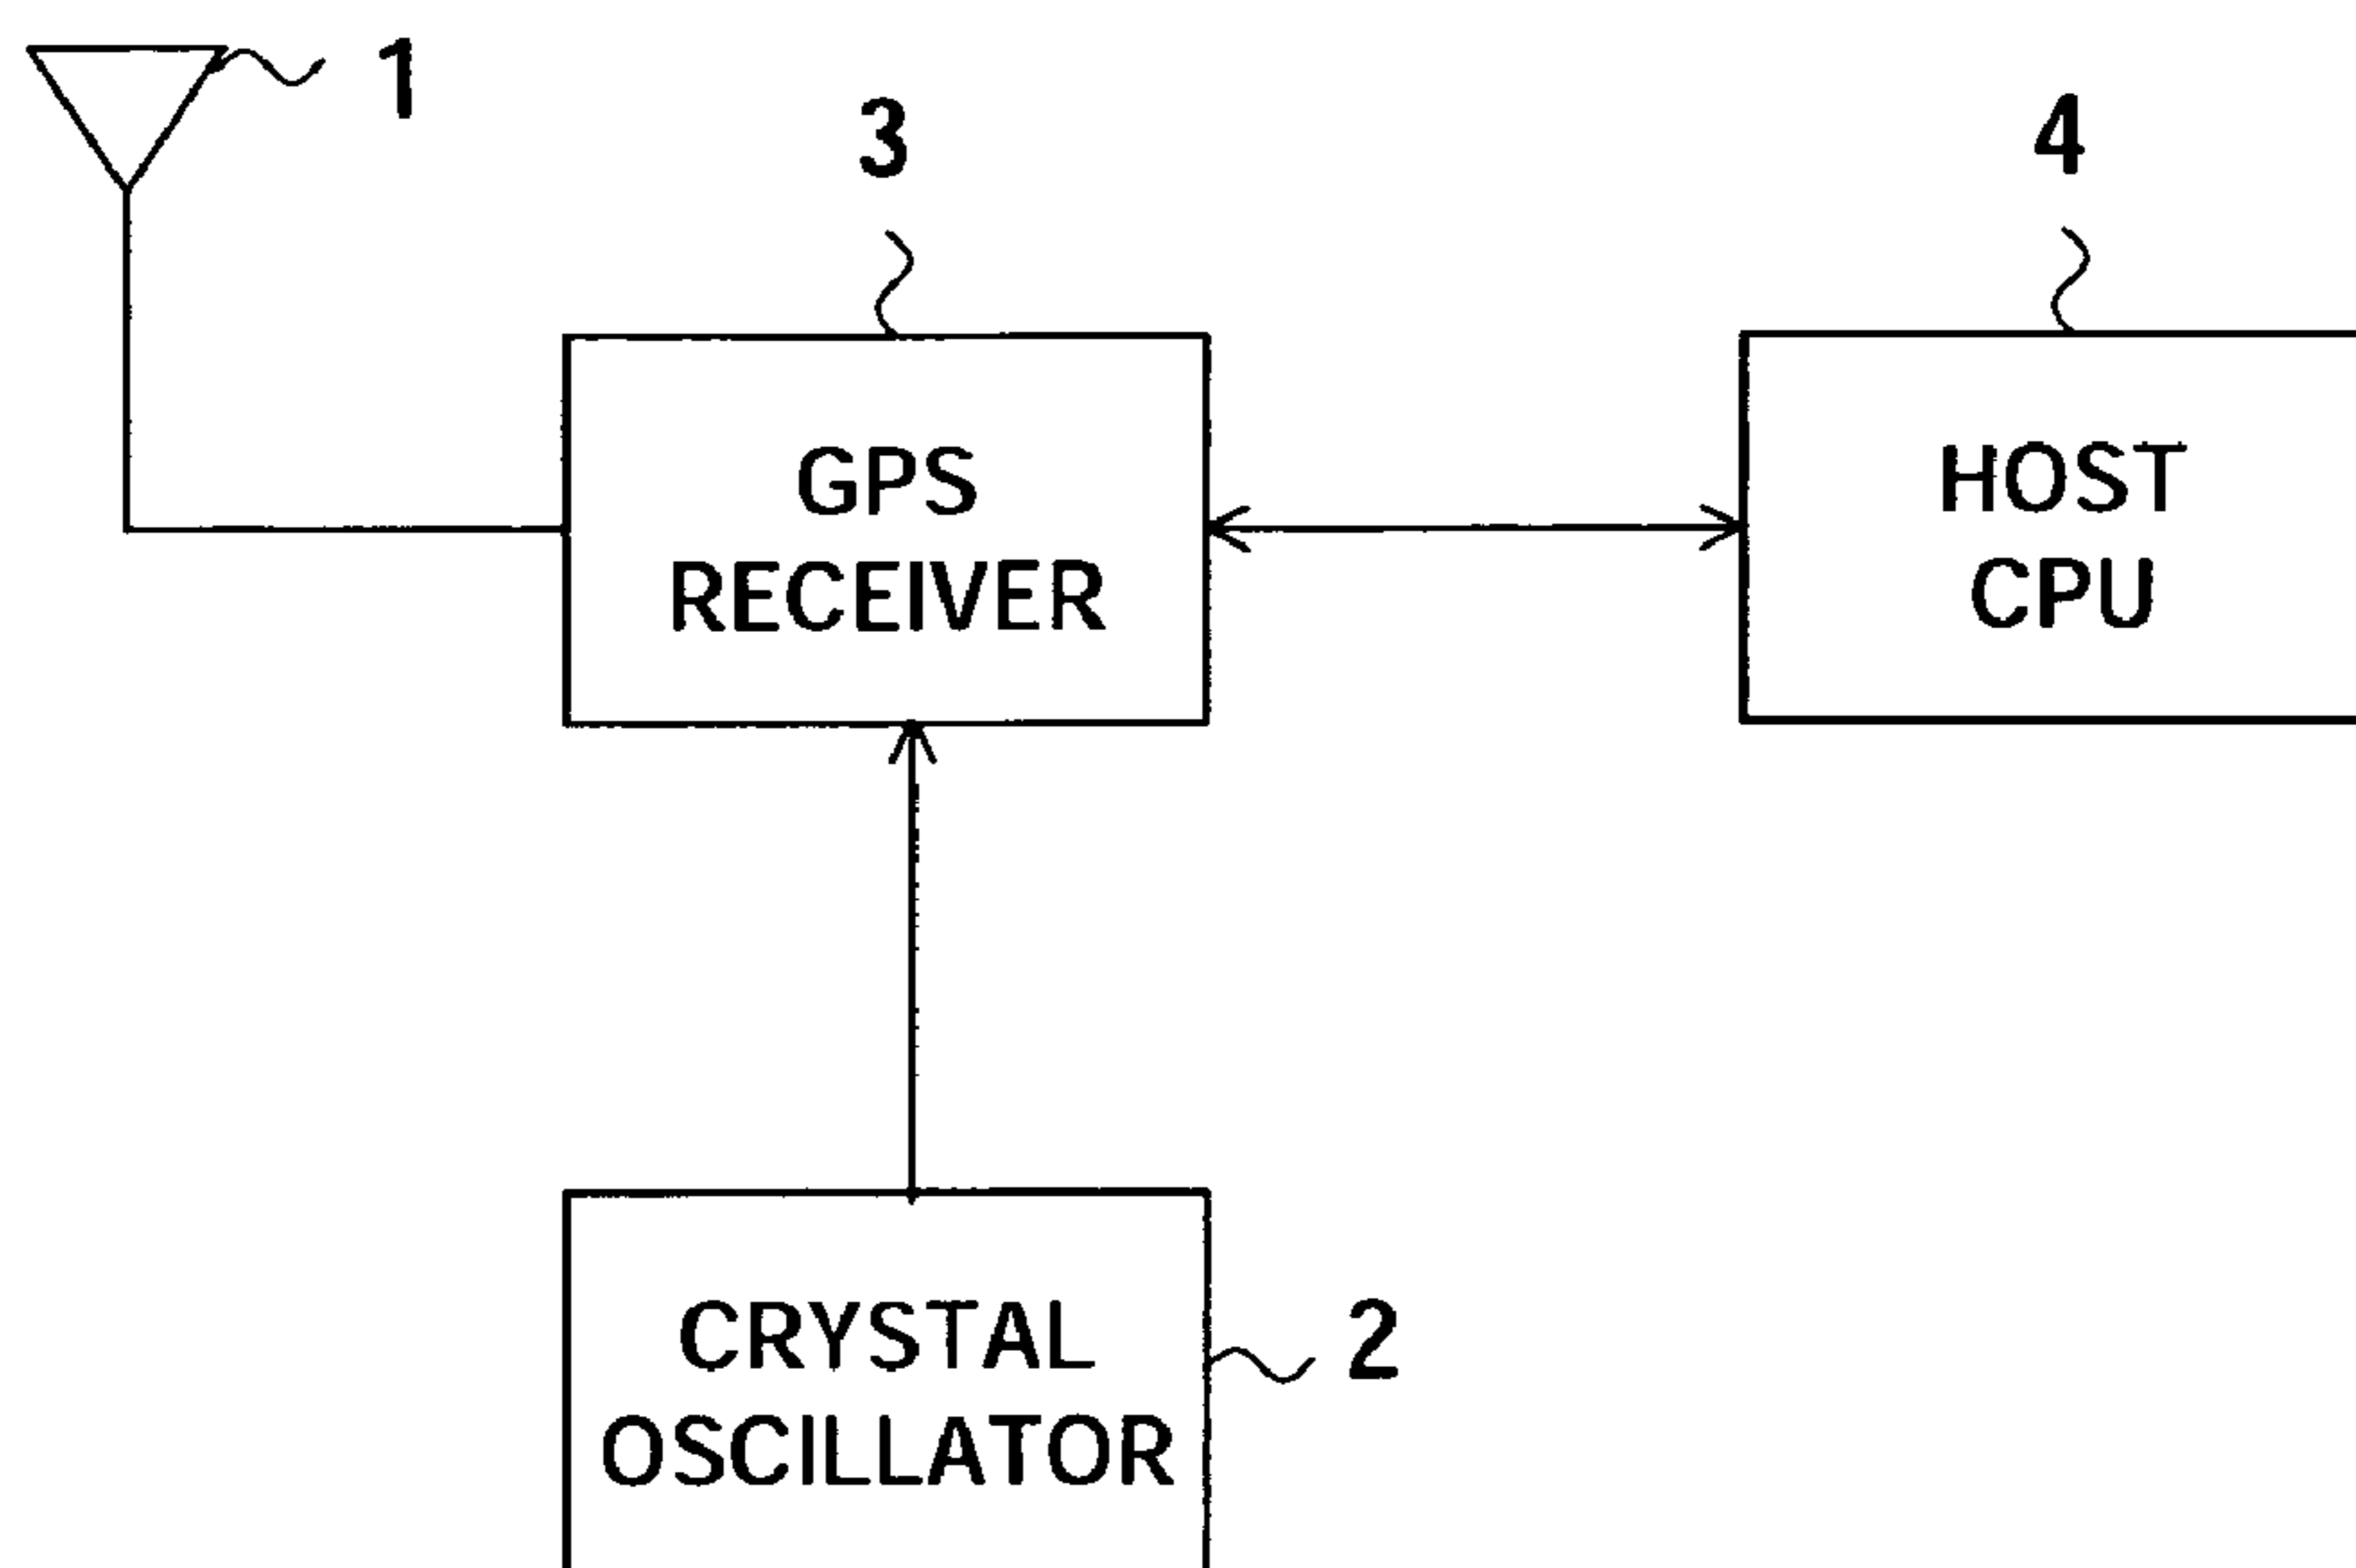 1
3
4
GPS
RECEIVER
HOST
CPU
CRYSTAL
OSCILLATOR
2